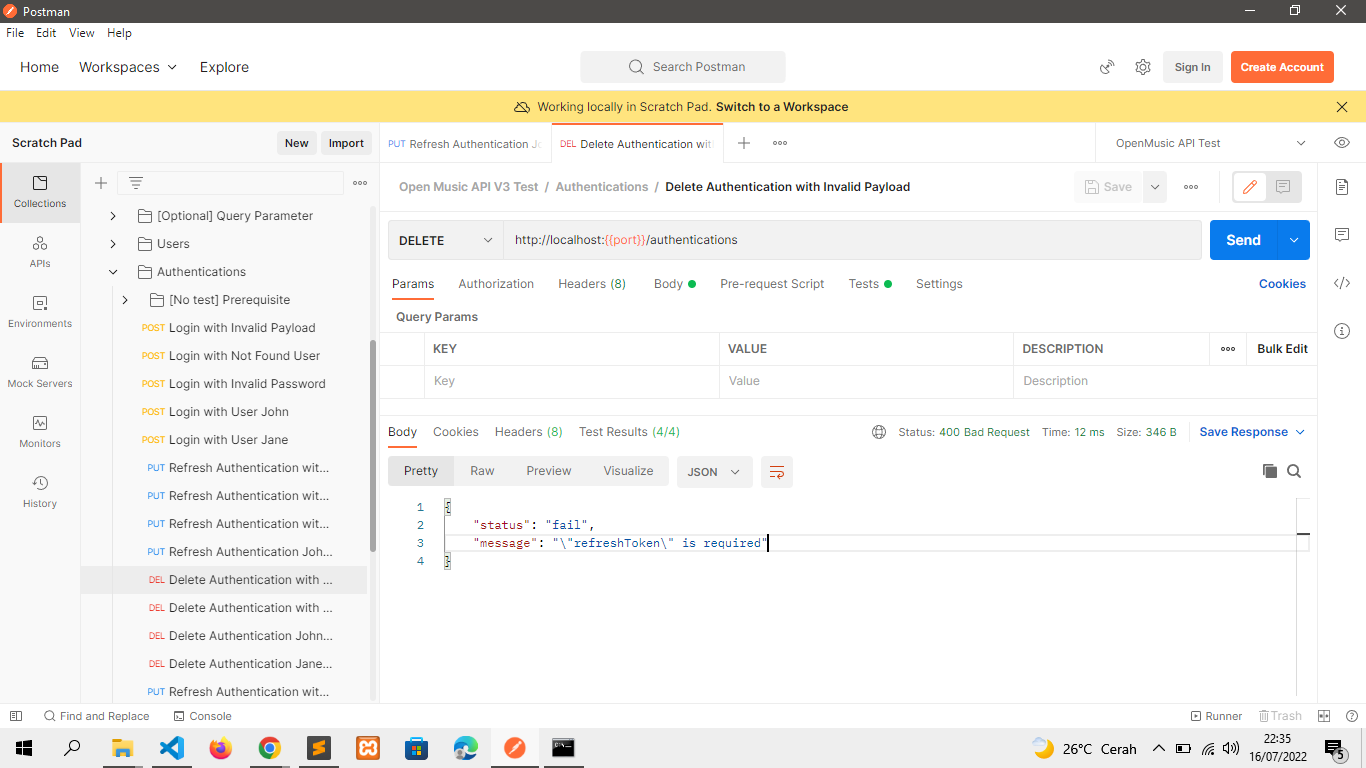 Postman
File Edit View Help
Home Workspaces Explore Search Postman Sign In Create Account
Working locally in Scratch Pad. Switch to a Workspace
Scratch Pad New Import
PUT Refresh Authentication Jo DEL Delete Authentication wit OpenMusic API Test
Collections
APIs
Environments
Mock Servers
Monitors
History
[Optional] Query Parameter
Users
Authentications
[No test] Prerequisite
POST Login with Invalid Payload
POST Login with Not Found User
POST Login with Invalid Password
POST Login with User John
POST Login with User Jane
PUT Refresh Authentication wit...
PUT Refresh Authentication wit...
PUT Refresh Authentication wit...
PUT Refresh Authentication Joh...
DEL Delete Authentication with ...
DEL Delete Authentication with ...
DEL Delete Authentication John...
DEL Delete Authentication Jane...
PUT Refresh Authentication wit...
Open Music API V3 Test / Authentications / Delete Authentication with Invalid Payload Save
DELETE http://localhost:{{port}}/authentications Send
Params Authorization Headers (8) Body Pre-request Script Tests Settings Cookies
Query Params
KEY VALUE DESCRIPTION Bulk Edit
Key Value Description
Body Cookies Headers (8) Test Results (4/4) Status: 400 Bad Request Time: 12 ms Size: 346 B Save Response
Pretty Raw Preview Visualize JSON
1 {
2 "status": "fail",
3 "message": "\"refreshToken\" is required"
4 }
Find and Replace Console Runner Trash
26°C Cerah 22:35
16/07/2022 5